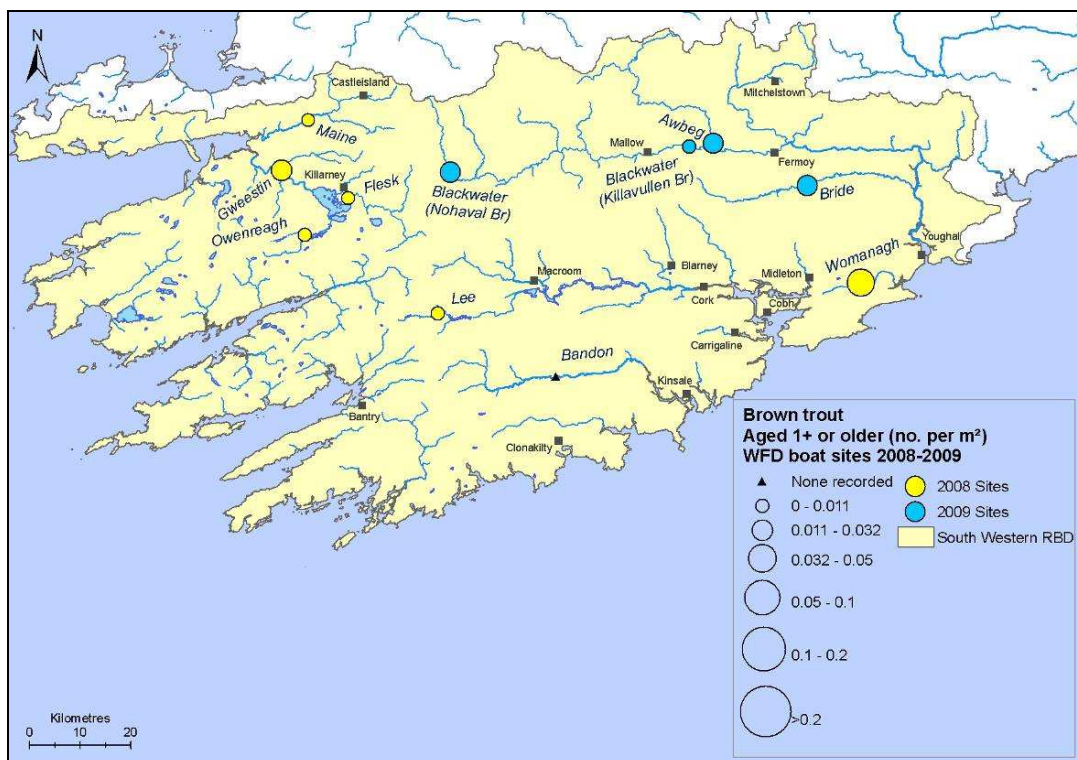 N
Castleisland
Mitchelstown
Maine
Awbeg
Mallow
Fermoy
Gweestin
Killarney
Flesk
Blackwater
(Nohaval Br)
Blackwater
(Killavullen Br)
Bride
Owenreagh
Youghal
Womanagh
Macroom
Blarney
Midleton
Lee
Cork
Cobh
Carrigaline
Bandon
Kinsale
Bantry
Clonakilty
Brown trout
Aged 1+ or older (no. per m²)
WFD boat sites 2008-2009
None recorded
0 - 0.011
0.011 - 0.032
0.032 - 0.05
0.05 - 0.1
0.1 - 0.2
>0.2
2008 Sites
2009 Sites
South Western RBD
Kilometres
0 10 20